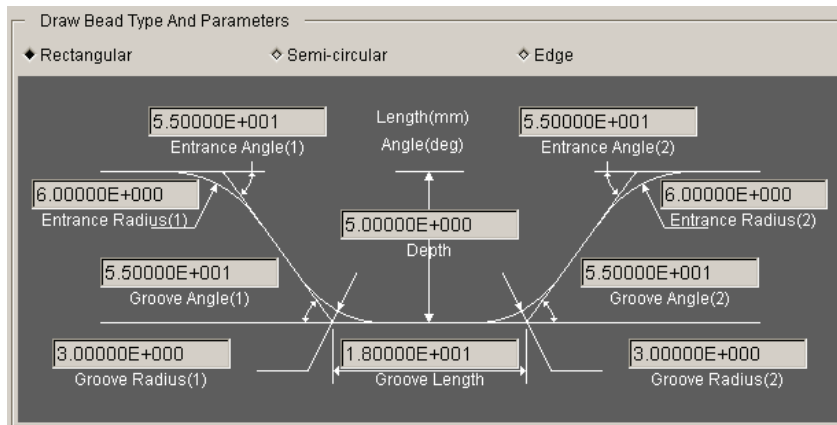 Draw Bead Type And Parameters
Rectangular Semi-circular Edge
5.50000E+001 Length(mm) 5.50000E+001
Entrance Angle(1) Angle(deg) Entrance Angle(2)
6.00000E+000 6.00000E+000
Entrance Radius(1) 5.00000E+000 Entrance Radius(2)
Depth
5.50000E+001 5.50000E+001
Groove Angle(1) Groove Angle(2)
3.00000E+000 1.80000E+001 3.00000E+000
Groove Radius(1) Groove Length Groove Radius(2)